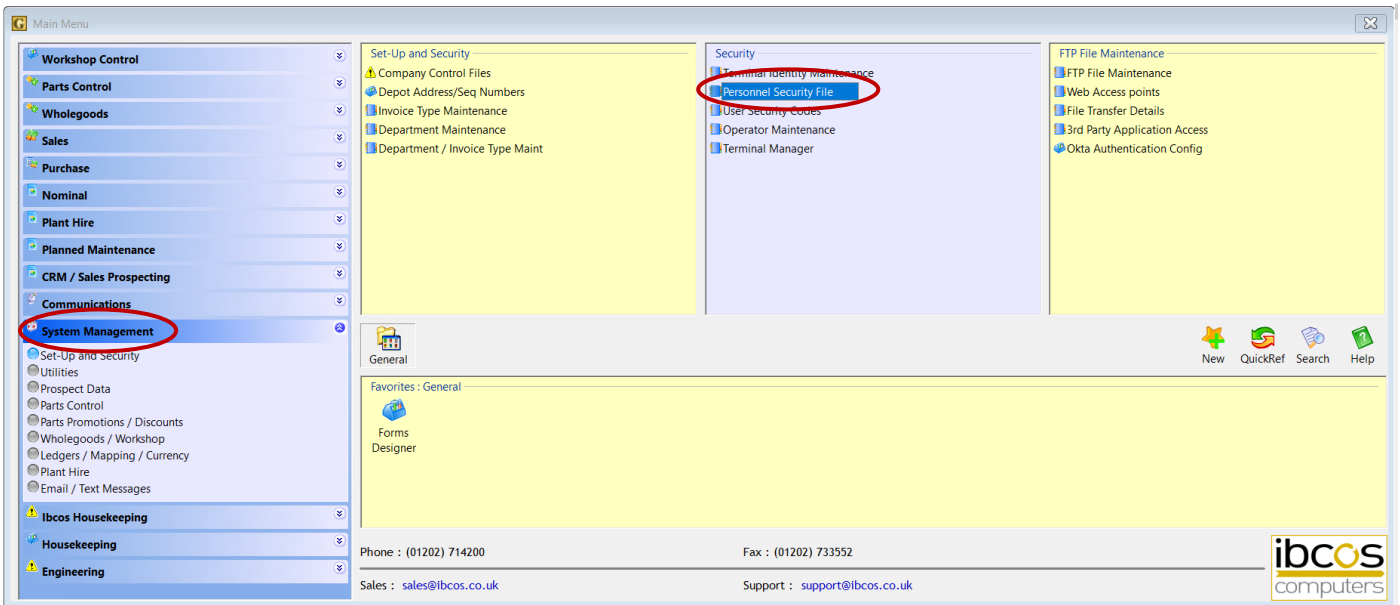 G Main Menu
Workshop Control
Parts Control
Wholegoods
Sales
Purchase
Nominal
Plant Hire
Planned Maintenance
CRM / Sales Prospecting
Communications
System Management
Set-Up and Security
Utilities
Prospect Data
Parts Control
Parts Promotions / Discounts
Wholegoods / Workshop
Ledgers / Mapping / Currency
Plant Hire
Email / Text Messages
Ibcos Housekeeping
Housekeeping
Engineering
Set-Up and Security
Company Control Files
Depot Address/Seq Numbers
Invoice Type Maintenance
Department Maintenance
Department / Invoice Type Maint
Security
Terminal Identity Maintenance
Personnel Security File
User Security Codes
Operator Maintenance
Terminal Manager
FTP File Maintenance
FTP File Maintenance
Web Access points
File Transfer Details
3rd Party Application Access
Okta Authentication Config
General
New QuickRef Search Help
Favorites : General
Forms
Designer
Phone : (01202) 714200 Fax : (01202) 733552
Sales : sales@ibcos.co.uk Support : support@ibcos.co.uk
ibcos
computers